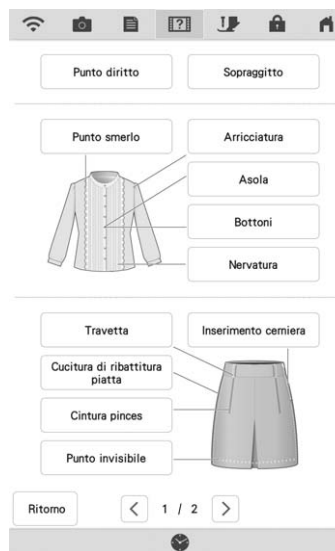 Punto diritto
Sopraggitto
Punto smerlo
Arricciatura
Asola
Bottoni
Nervatura
Travetta
Inserimento cerniera
Cucitura di ribattitura
piatta
Cintura pinces
Punto invisibile
Ritorno
1 / 2